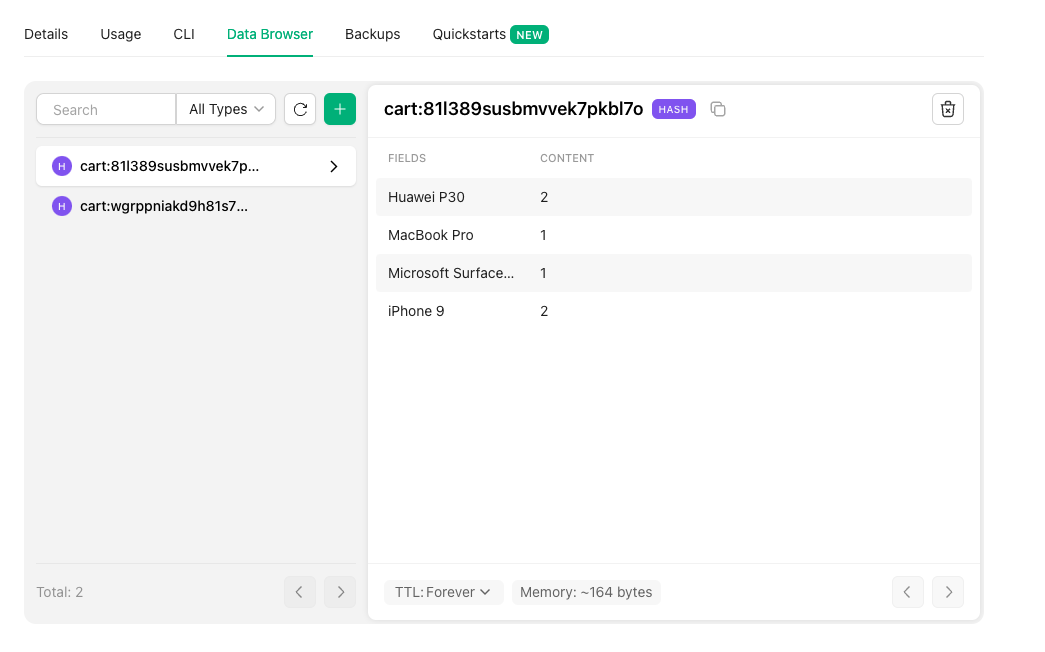 Details Usage CLI Data Browser Backups Quickstarts NEW
Search All Types
cart:81l389susbmvvek7pkbl7o HASH
FIELDS CONTENT
H cart:81l389susbmvvek7p...
H cart:wgrppniakd9h81s7...
Huawei P30 2
MacBook Pro 1
Microsoft Surface... 1
iPhone 9 2
Total: 2
TTL: Forever Memory: ~164 bytes